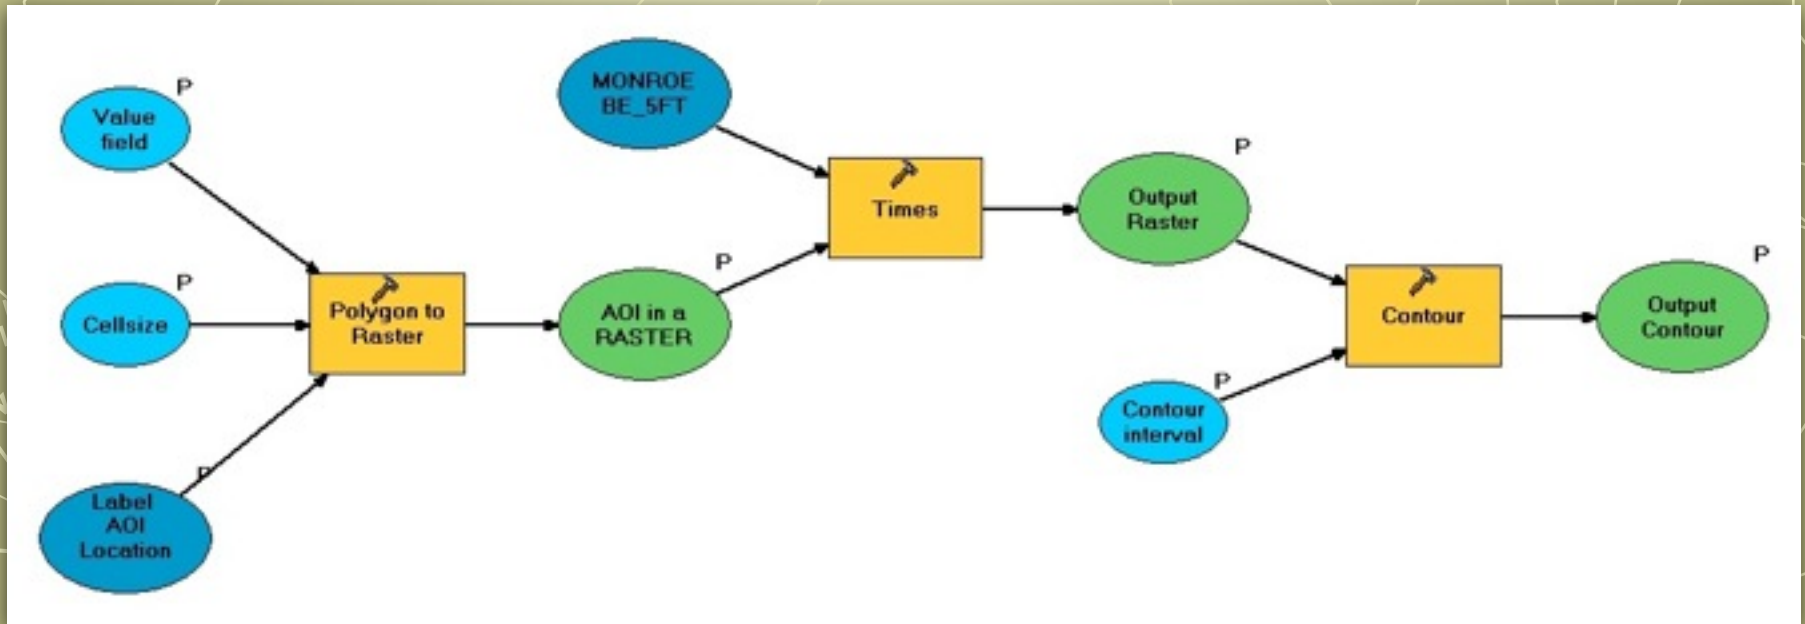 P
Value
field
P
Cellsize
P
Label
AOI
Location
Polygon to
Raster
MONROE
BE_5FT
P
AOI in a
RASTER
Times
P
Output
Raster
P
Contour
interval
Contour
P
Output
Contour